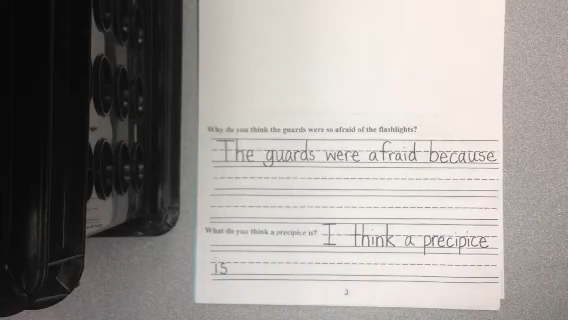 Why do you think the guards were so afraid of the flashlights?
The guards were afraid because
What do you think a precipice is? I think a precipice
is
3